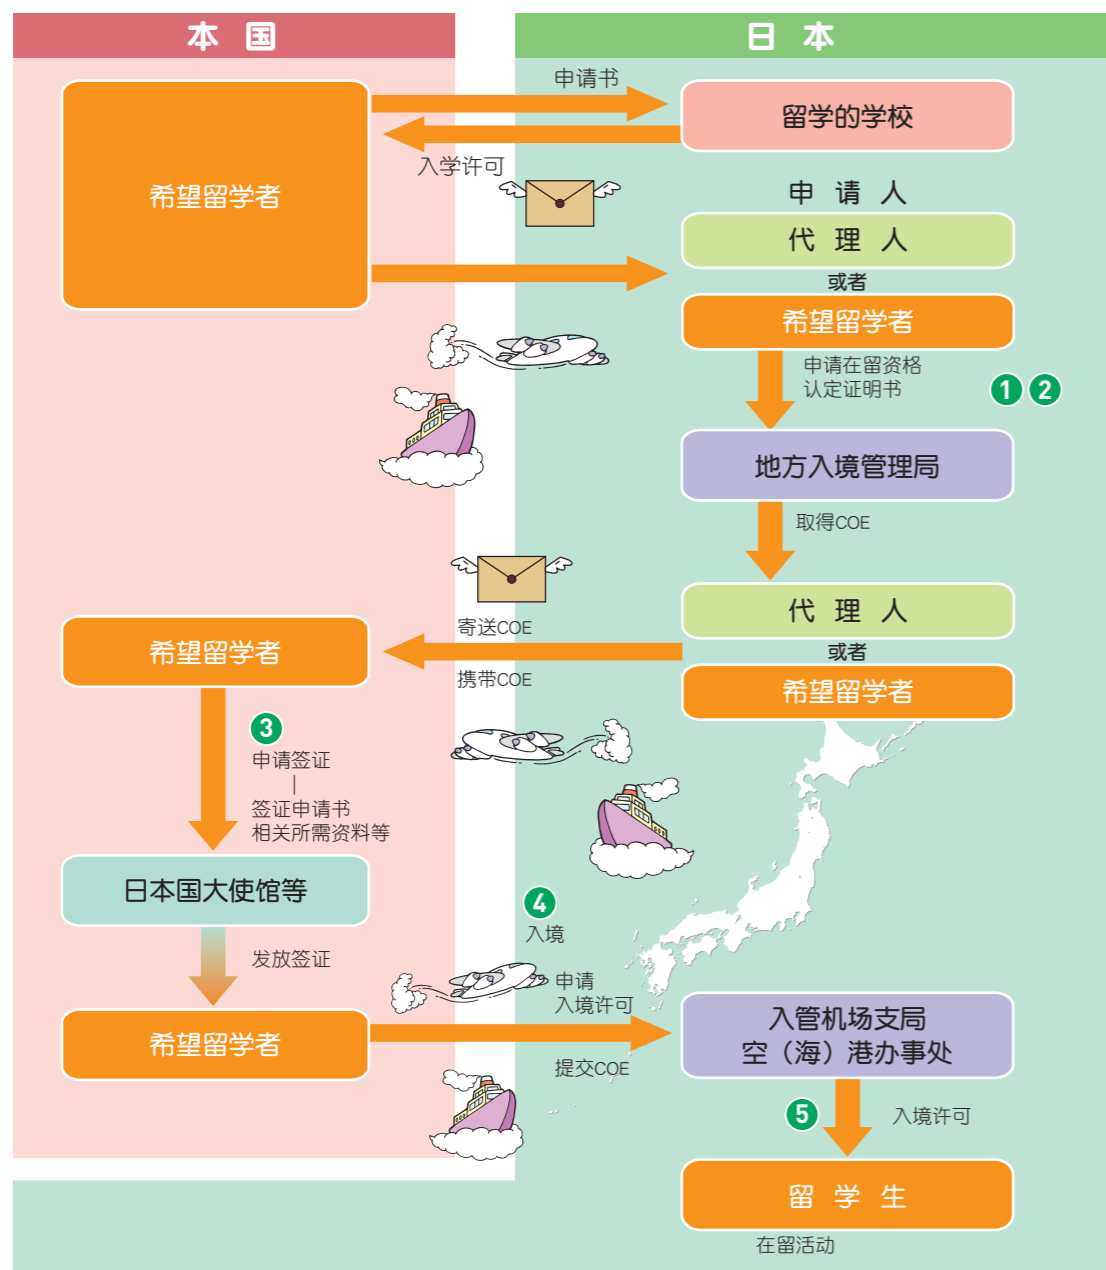 本国
日本
申请书
留学的学校
入学许可
希望留学者
申请人
代理人
或者
希望留学者
申请在留资格
认定证明书
1 2
地方入境管理局
取得COE
代理人
或者
希望留学者
寄送COE
携带COE
希望留学者
3
申请签证
|
签证申请书
相关所需资料等
日本国大使馆等
发放签证
希望留学者
4
入境
申请
入境许可
提交COE
入管机场支局
空（海）港办事处
5
入境许可
留学生
在留活动